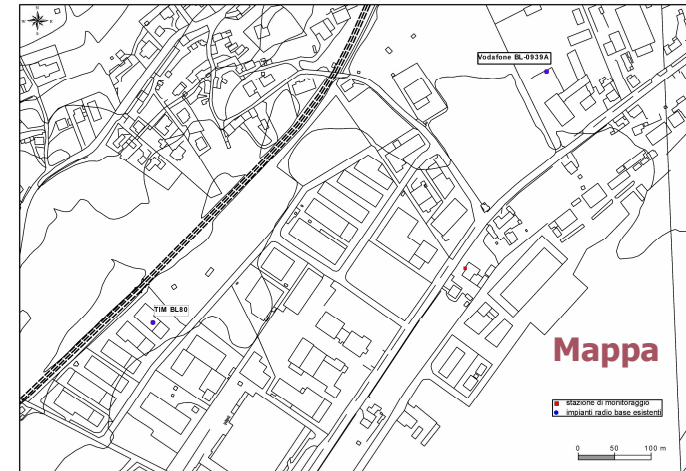 N
Vodafone BL-0939A
TIM BL80
Mappa
stazione di monitoraggio
impianti radio base esistenti
0 50 100 m